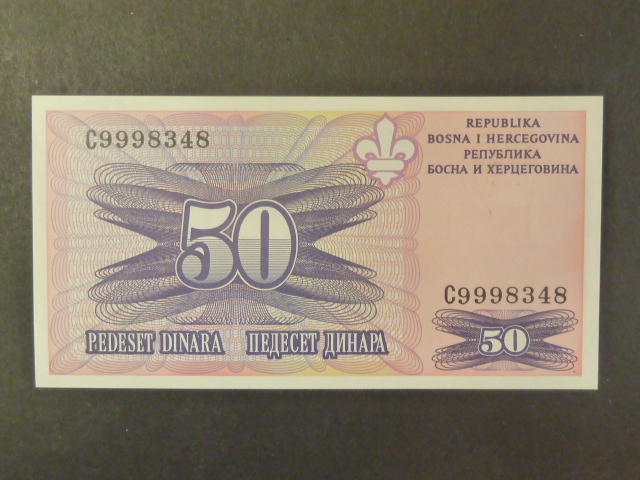 C9998348
REPUBLIKA
BOSNA I HERCEGOVINA
РЕПУБЛИКА
БОСНА И ХЕРЦЕГОВИНА
50
C9998348
PEDESET DINARA ПЕДЕСЕТ ДИНАРА
50